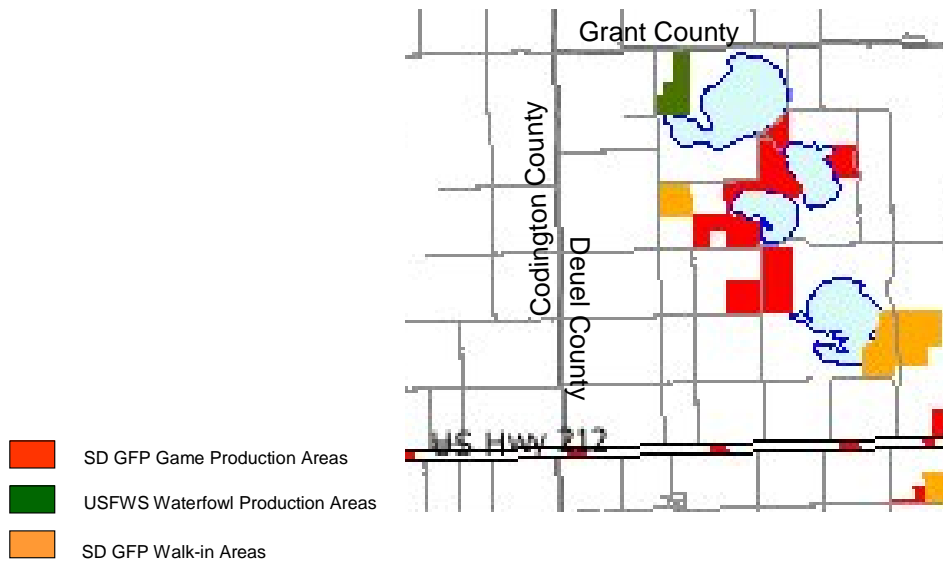 Grant County
Codington County
Deuel County
US Hwy 212
SD GFP Game Production Areas
USFWS Waterfowl Production Areas
SD GFP Walk-in Areas